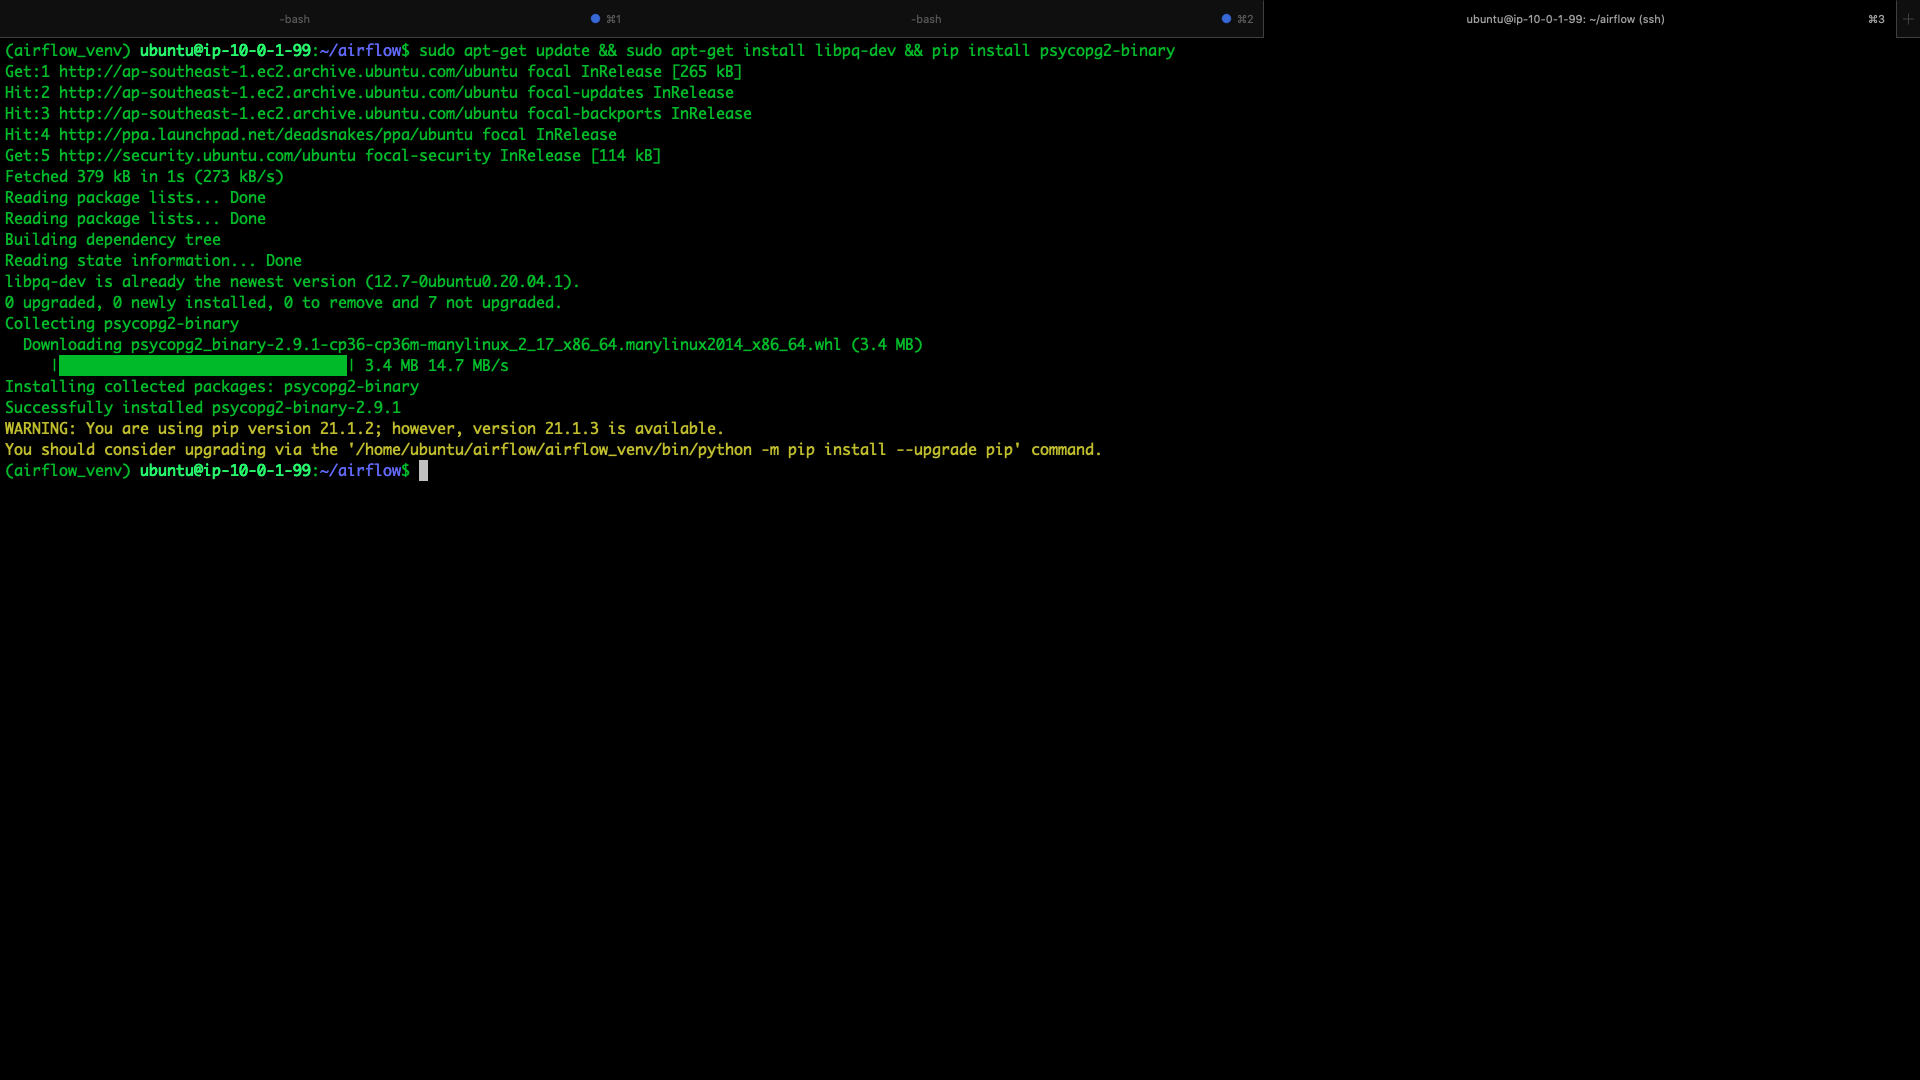 -bash ⌘1 -bash ⌘2 ubuntu@ip-10-0-1-99: ~/airflow (ssh) ⌘3 +
(airflow_venv) ubuntu@ip-10-0-1-99:~/airflow$ sudo apt-get update && sudo apt-get install libpq-dev && pip install psycopg2-binary
Get:1 http://ap-southeast-1.ec2.archive.ubuntu.com/ubuntu focal InRelease [265 kB]
Hit:2 http://ap-southeast-1.ec2.archive.ubuntu.com/ubuntu focal-updates InRelease
Hit:3 http://ap-southeast-1.ec2.archive.ubuntu.com/ubuntu focal-backports InRelease
Hit:4 http://ppa.launchpad.net/deadsnakes/ppa/ubuntu focal InRelease
Get:5 http://security.ubuntu.com/ubuntu focal-security InRelease [114 kB]
Fetched 379 kB in 1s (273 kB/s)
Reading package lists... Done
Reading package lists... Done
Building dependency tree
Reading state information... Done
libpq-dev is already the newest version (12.7-0ubuntu0.20.04.1).
0 upgraded, 0 newly installed, 0 to remove and 7 not upgraded.
Collecting psycopg2-binary
  Downloading psycopg2_binary-2.9.1-cp36-cp36m-manylinux_2_17_x86_64.manylinux2014_x86_64.whl (3.4 MB)
     |████████████████████████████████| 3.4 MB 14.7 MB/s
Installing collected packages: psycopg2-binary
Successfully installed psycopg2-binary-2.9.1
WARNING: You are using pip version 21.1.2; however, version 21.1.3 is available.
You should consider upgrading via the '/home/ubuntu/airflow/airflow_venv/bin/python -m pip install --upgrade pip' command.
(airflow_venv) ubuntu@ip-10-0-1-99:~/airflow$